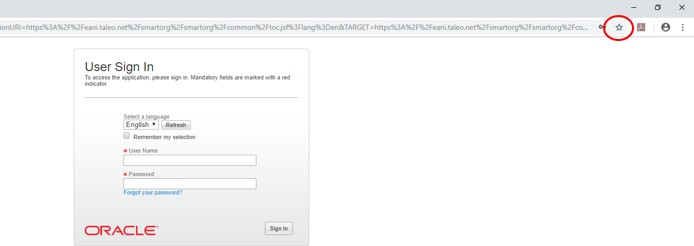 ionURI=https%3A%2F%2Feani.taleo.net%2Fsmartorg%2Fsmartorg%2Fcommon%2Ftoc.jsf%3Flang%3Den&TARGET=https%3A%2F%2Feani.taleo.net%2Fsmartorg%2Fsmartorg%2Fco...
User Sign In
To access the application, please sign in. Mandatory fields are marked with a red
indicator.
Select a language
English Refresh
Remember my selection
* User Name
* Password
Forgot your password?
ORACLE
Sign In